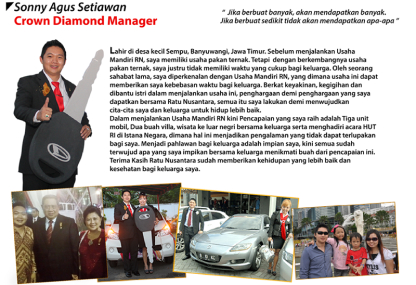 Sonny Agus Setiawan
Crown Diamond Manager
" Jika berbuat banyak, akan mendapatkan banyak.
Jika berbuat sedikit tidak akan mendapatkan apa-apa "
Lahir di desa kecil Sempu, Banyuwangi, Jawa Timur. Sebelum menjalankan Usaha
Mandiri RN, saya memiliki usaha pakan ternak. Tetapi dengan berkembangnya usaha
pakan ternak, saya justru tidak memiliki waktu yang cukup bagi keluarga. Oleh seorang
sahabat lama, saya diperkenalan dengan Usaha Mandiri RN, yang dimana usaha ini dapat
memberikan saya kebebasan waktu bagi keluarga. Berkat keyakinan, kegigihan dan
dibantu istri dalam menjalankan usaha ini, penghargaan demi penghargaan yang saya
dapatkan bersama Ratu Nusantara, semua itu saya lakukan demi menwujudkan
cita-cita saya dan keluarga untuk hidup lebih baik.
Dalam menjalankan Usaha Mandiri RN kini Pencapaian yang saya raih adalah Tiga unit
mobil, Dua buah villa, wisata ke luar negri bersama keluarga serta menghadiri acara HUT
RI di Istana Negara, dimana hal ini menjadikan pengalaman yang tidak dapat terlupakan
bagi saya. Menjadi pahlawan bagi keluarga adalah impian saya, kini semua sudah
terwujud apa yang saya impikan bersama keluarga menikmati buah dari pencapaian ini.
Terima Kasih Ratu Nusantara sudah memberikan kehidupan yang lebih baik dan
kesehatan bagi keluarga saya.